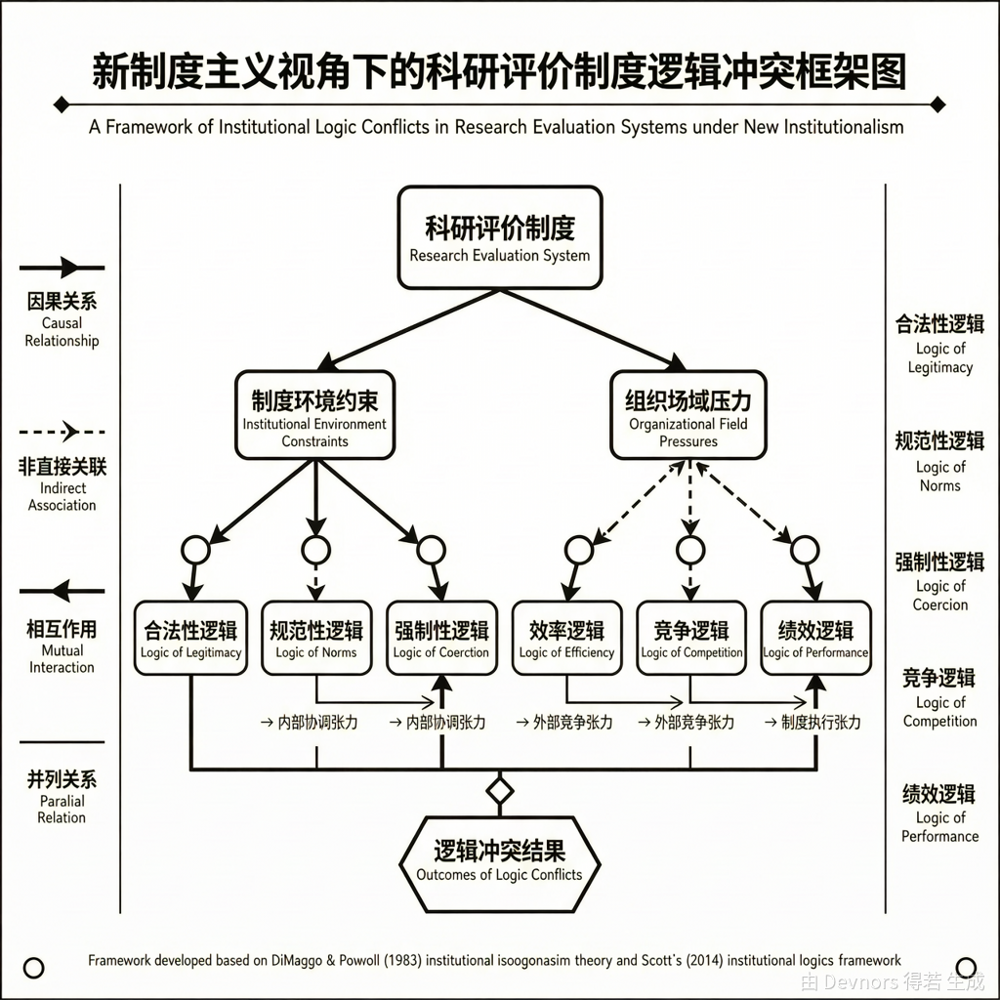 新制度主义视角下的科研评价制度逻辑冲突框架图
A Framework of Institutional Logic Conflicts in Research Evaluation Systems under New Institutionalism
科研评价制度
Research Evaluation System
因果关系
Causal
Relationship
非直接关联
Indirect
Association
相互作用
Mutual
Interaction
并列关系
Paralial
Relation
制度环境约束
Institutional Environment
Constraints
组织场域压力
Organizational Field
Pressures
合法性逻辑
Logic of Legitimacy
规范性逻辑
Logic of Norms
强制性逻辑
Logic of Coerction
效率逻辑
Logic of Efficiency
竞争逻辑
Logic of Competition
绩效逻辑
Logic of Performance
→ 内部协调张力
→ 内部协调张力
→ 外部竞争张力
→ 外部竞争张力
→ 制度执行张力
逻辑冲突结果
Outcomes of Logic Conflicts
合法性逻辑
Logic of
Legitimacy
规范性逻辑
Logic of
Norms
强制性逻辑
Logic of
Coercion
竞争逻辑
Logic of
Competition
绩效逻辑
Logic of
Performance
Framework developed based on DiMaggo & Powoll (1983) institutional isoogonasim theory and Scott's (2014) institutional logics framework
由 Devnors 得若 生成